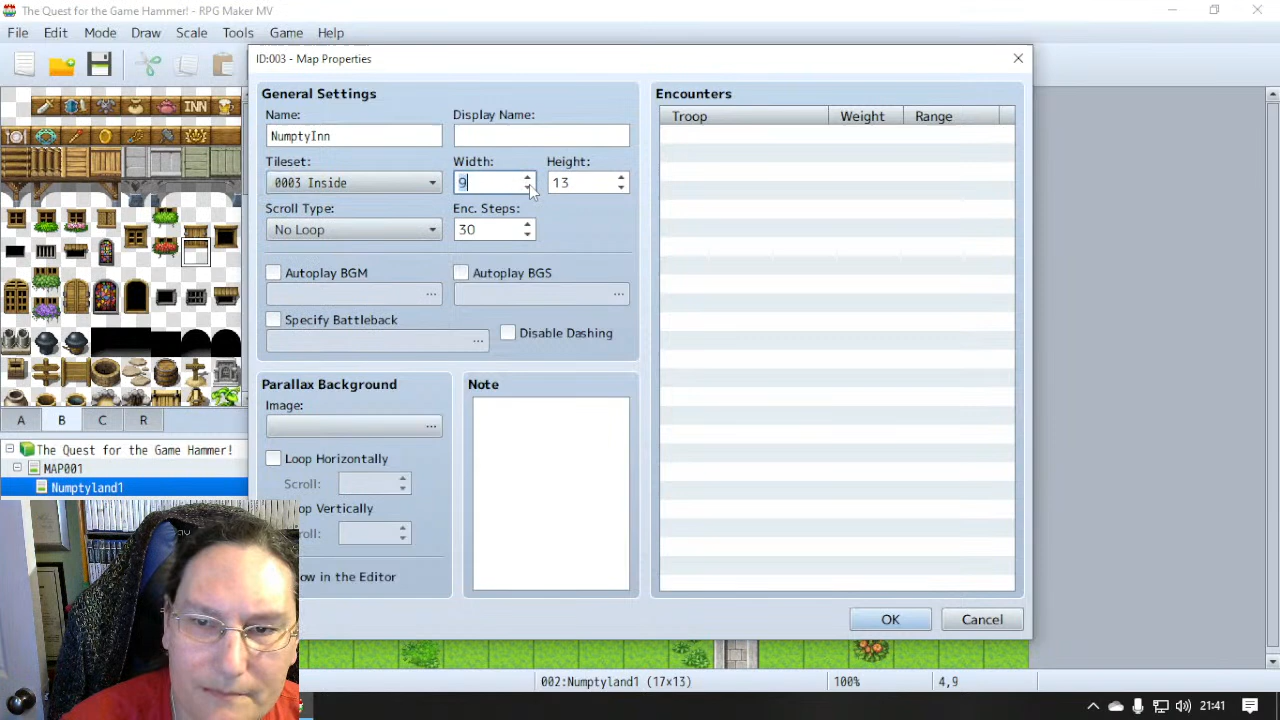 The Quest for the Game Hammer! - RPG Maker MV
File Edit Mode Draw Scale Tools Game Help
ID:003 - Map Properties
General Settings
Name:
Display Name:
NumptyInn
Tileset:
Width:
Height:
0003 Inside
9
13
Scroll Type:
Enc. Steps:
No Loop
30
Autoplay BGM
Autoplay BGS
...
...
Specify Battleback
Disable Dashing
...
Parallax Background
Image:
...
Loop Horizontally
Scroll:
op Vertically
roll:
ow in the Editor
Note
Encounters
Troop Weight Range
OK
Cancel
INN
A B C R
The Quest for the Game Hammer!
MAP001
Numptyland1
002:Numptyland1 (17x13)
100%
4,9
21:41